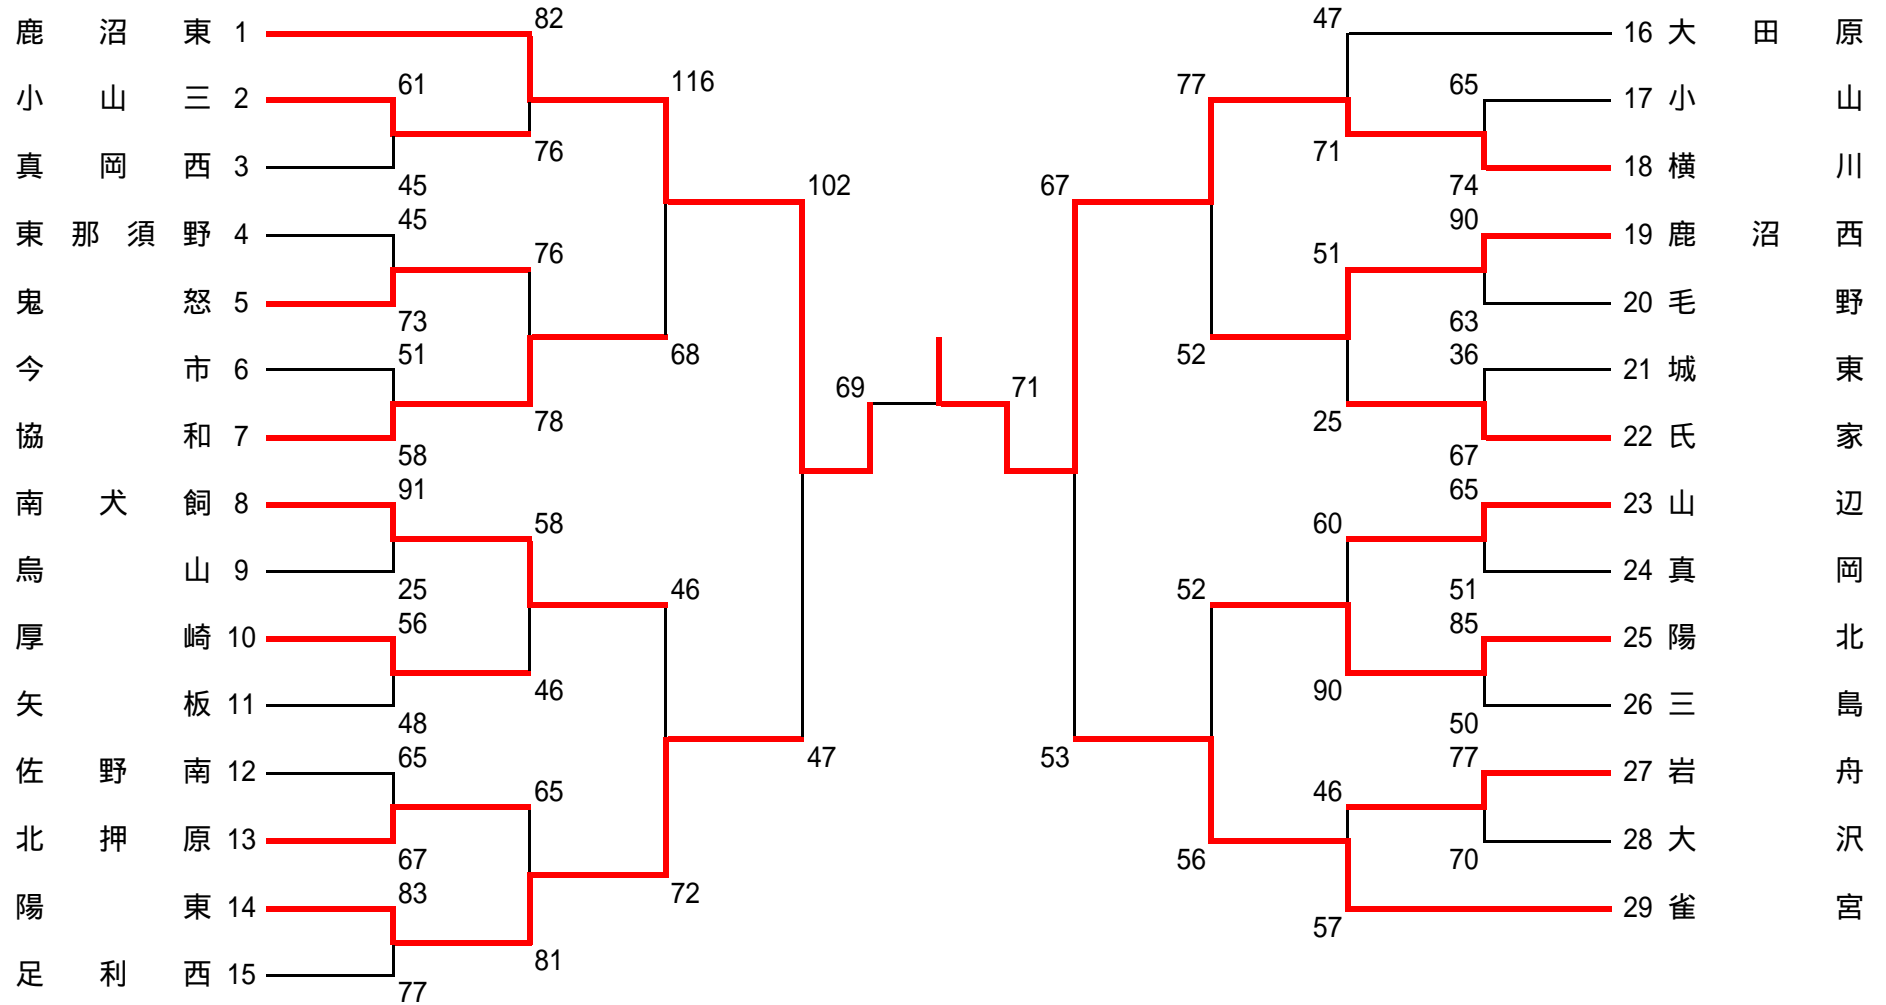 鹿沼東 1
82
47
16 大田原
小山三 2
61
116
77
65
17 小山
真岡西 3
45
76
102
67
71
74
18 横川
東那須野 4
45
76
51
90
19 鹿沼西
鬼怒 5
73
63
20 毛野
今市 6
51
68
69
71
52
36
21 城東
協和 7
58
78
25
67
22 氏家
南犬飼 8
91
58
60
65
23 山辺
烏山 9
25
46
52
51
24 真岡
厚崎 10
56
85
25 陽北
矢板 11
48
46
90
50
26 三島
佐野南 12
65
65
47
53
46
77
27 岩舟
北押原 13
67
56
70
28 大沢
陽東 14
83
72
57
29 雀宮
足利西 15
77
81